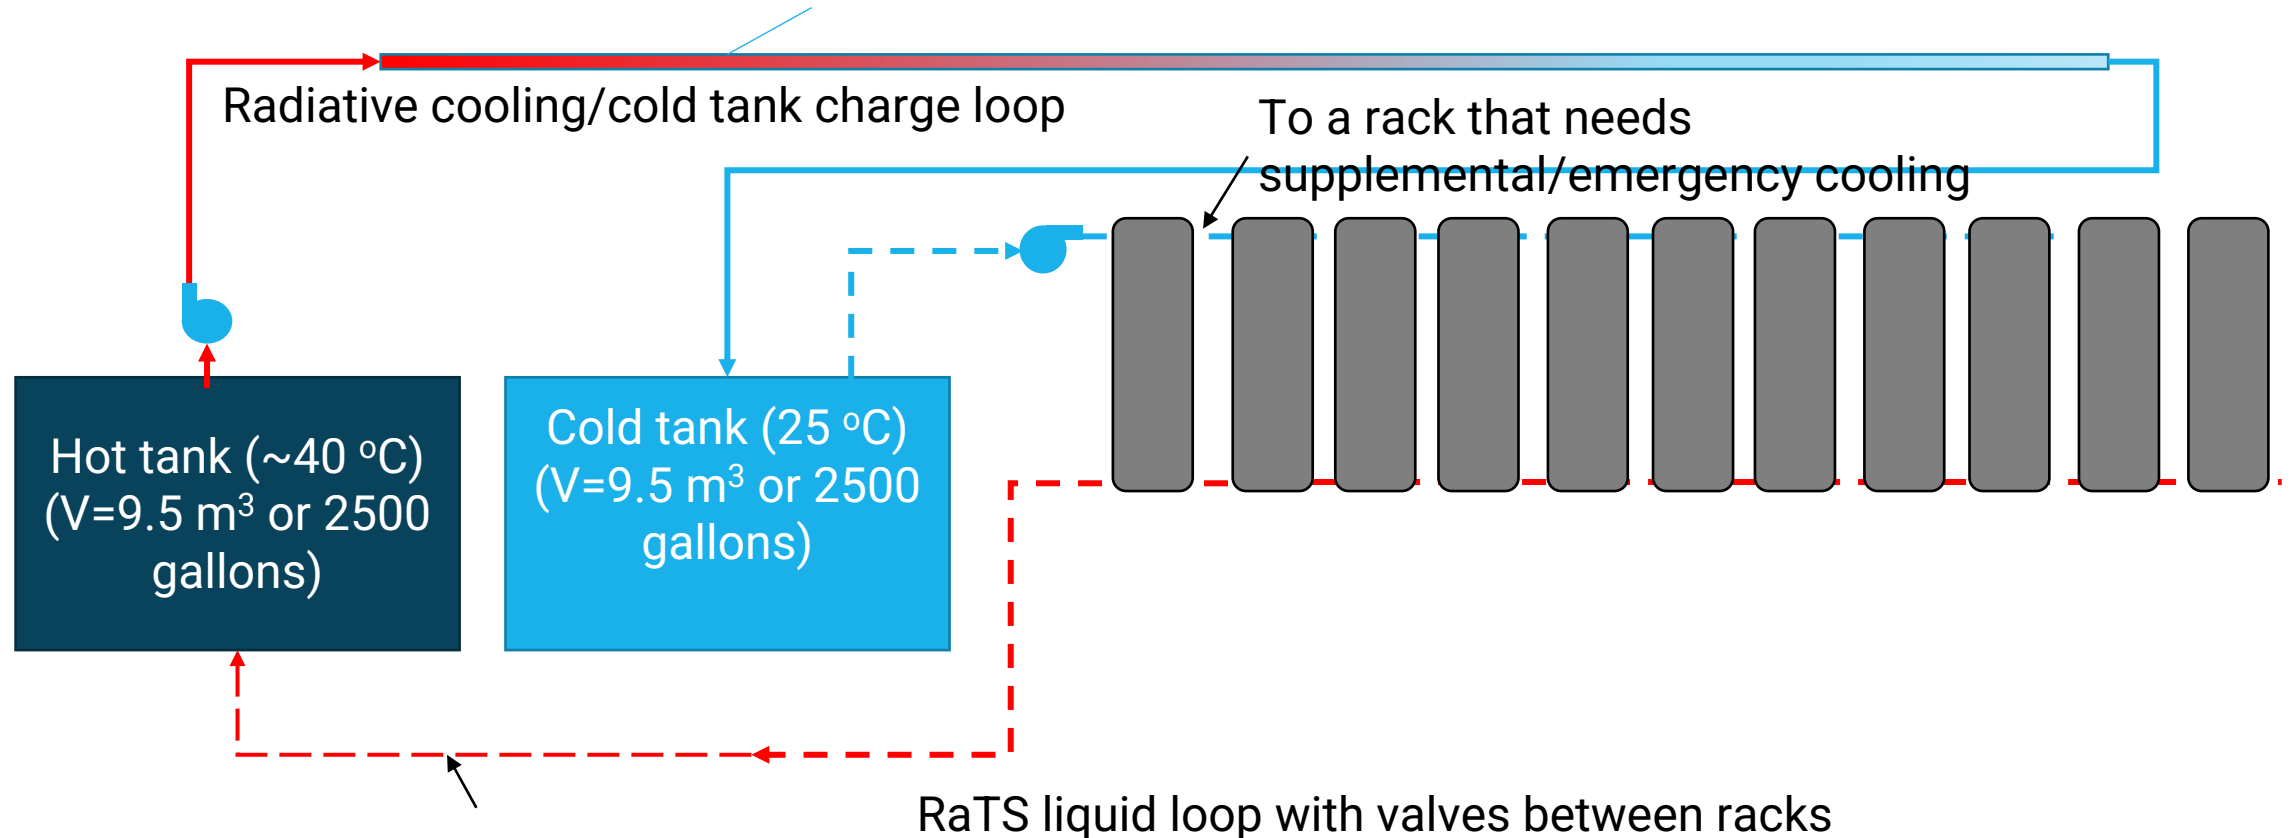 Radiative cooling/cold tank charge loop
To a rack that needs
supplemental/emergency cooling
Hot tank (~40 ºC)
(V=9.5 m³ or 2500
gallons)
Cold tank (25 ºC)
(V=9.5 m³ or 2500
gallons)
RaTS liquid loop with valves between racks